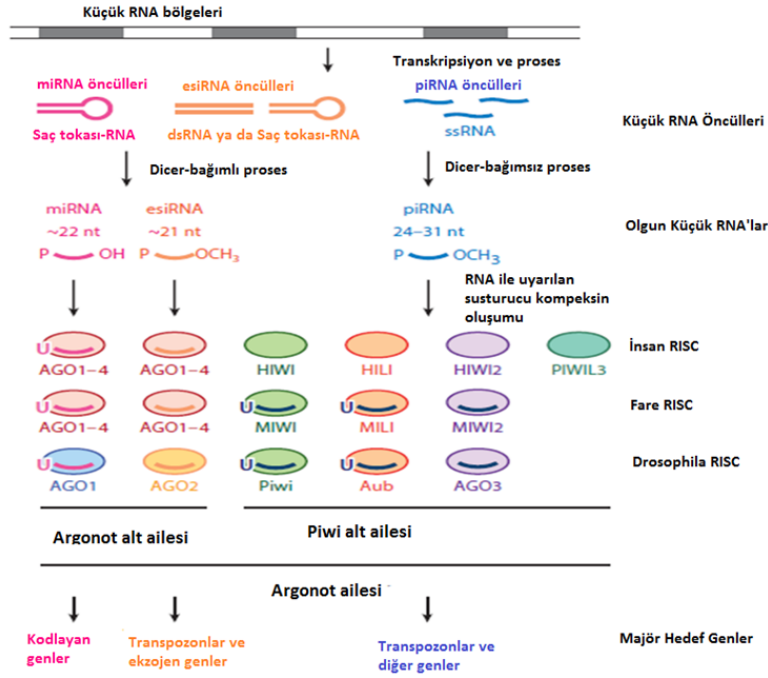 Küçük RNA bölgeleri
Transkripsiyon ve proses
miRNA öncülleri
esiRNA öncülleri
piRNA öncülleri
Saç tokası-RNA
dsRNA ya da Saç tokası-RNA
ssRNA
Küçük RNA Öncülleri
Dicer-bağımlı proses
Dicer-bağımsız proses
miRNA
~22 nt
P OH
esiRNA
~21 nt
P OCH3
piRNA
24–31 nt
P OCH3
Olgun Küçük RNA'lar
RNA ile uyarılan
susturucu kompeksin
oluşumu
U
AGO1–4 AGO1–4 HIWI HILI HIWI2 PIWIL3
İnsan RISC
U U U
AGO1–4 AGO1–4 MIWI MILI MIWI2
Fare RISC
U U U
AGO1 AGO2 Piwi Aub AGO3
Drosophila RISC
Argonot alt ailesi
Piwi alt ailesi
Argonot ailesi
Kodlayan
genler
Transpozonlar ve
ekzojen genler
Transpozonlar ve
diğer genler
Majör Hedef Genler